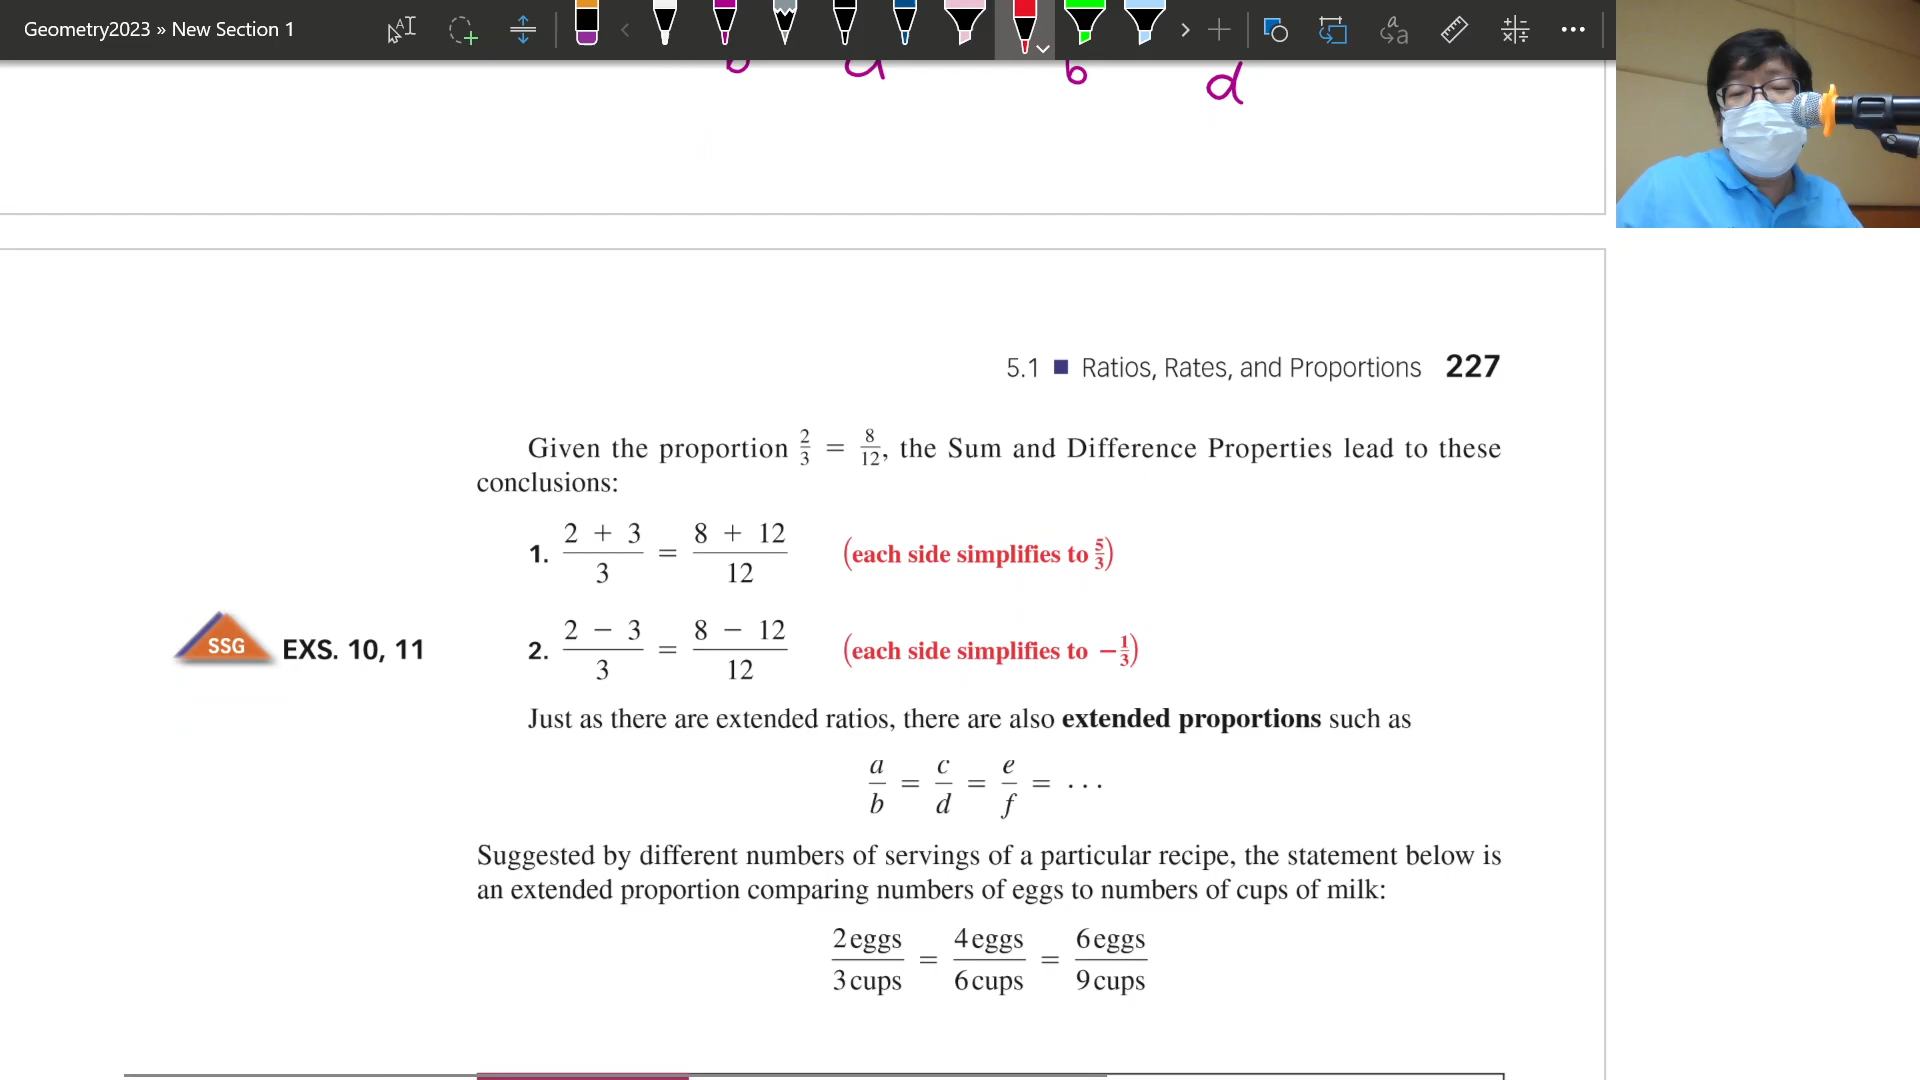 Geometry2023 » New Section 1
b a b d
5.1 ■ Ratios, Rates, and Proportions 227
Given the proportion 2/3 = 8/12, the Sum and Difference Properties lead to these
conclusions:
1. (2 + 3)/3 = (8 + 12)/12 (each side simplifies to 5/3)
SSG EXS. 10, 11
2. (2 − 3)/3 = (8 − 12)/12 (each side simplifies to −1/3)
Just as there are extended ratios, there are also extended proportions such as
a/b = c/d = e/f = ...
Suggested by different numbers of servings of a particular recipe, the statement below is
an extended proportion comparing numbers of eggs to numbers of cups of milk:
2 eggs/3 cups = 4 eggs/6 cups = 6 eggs/9 cups